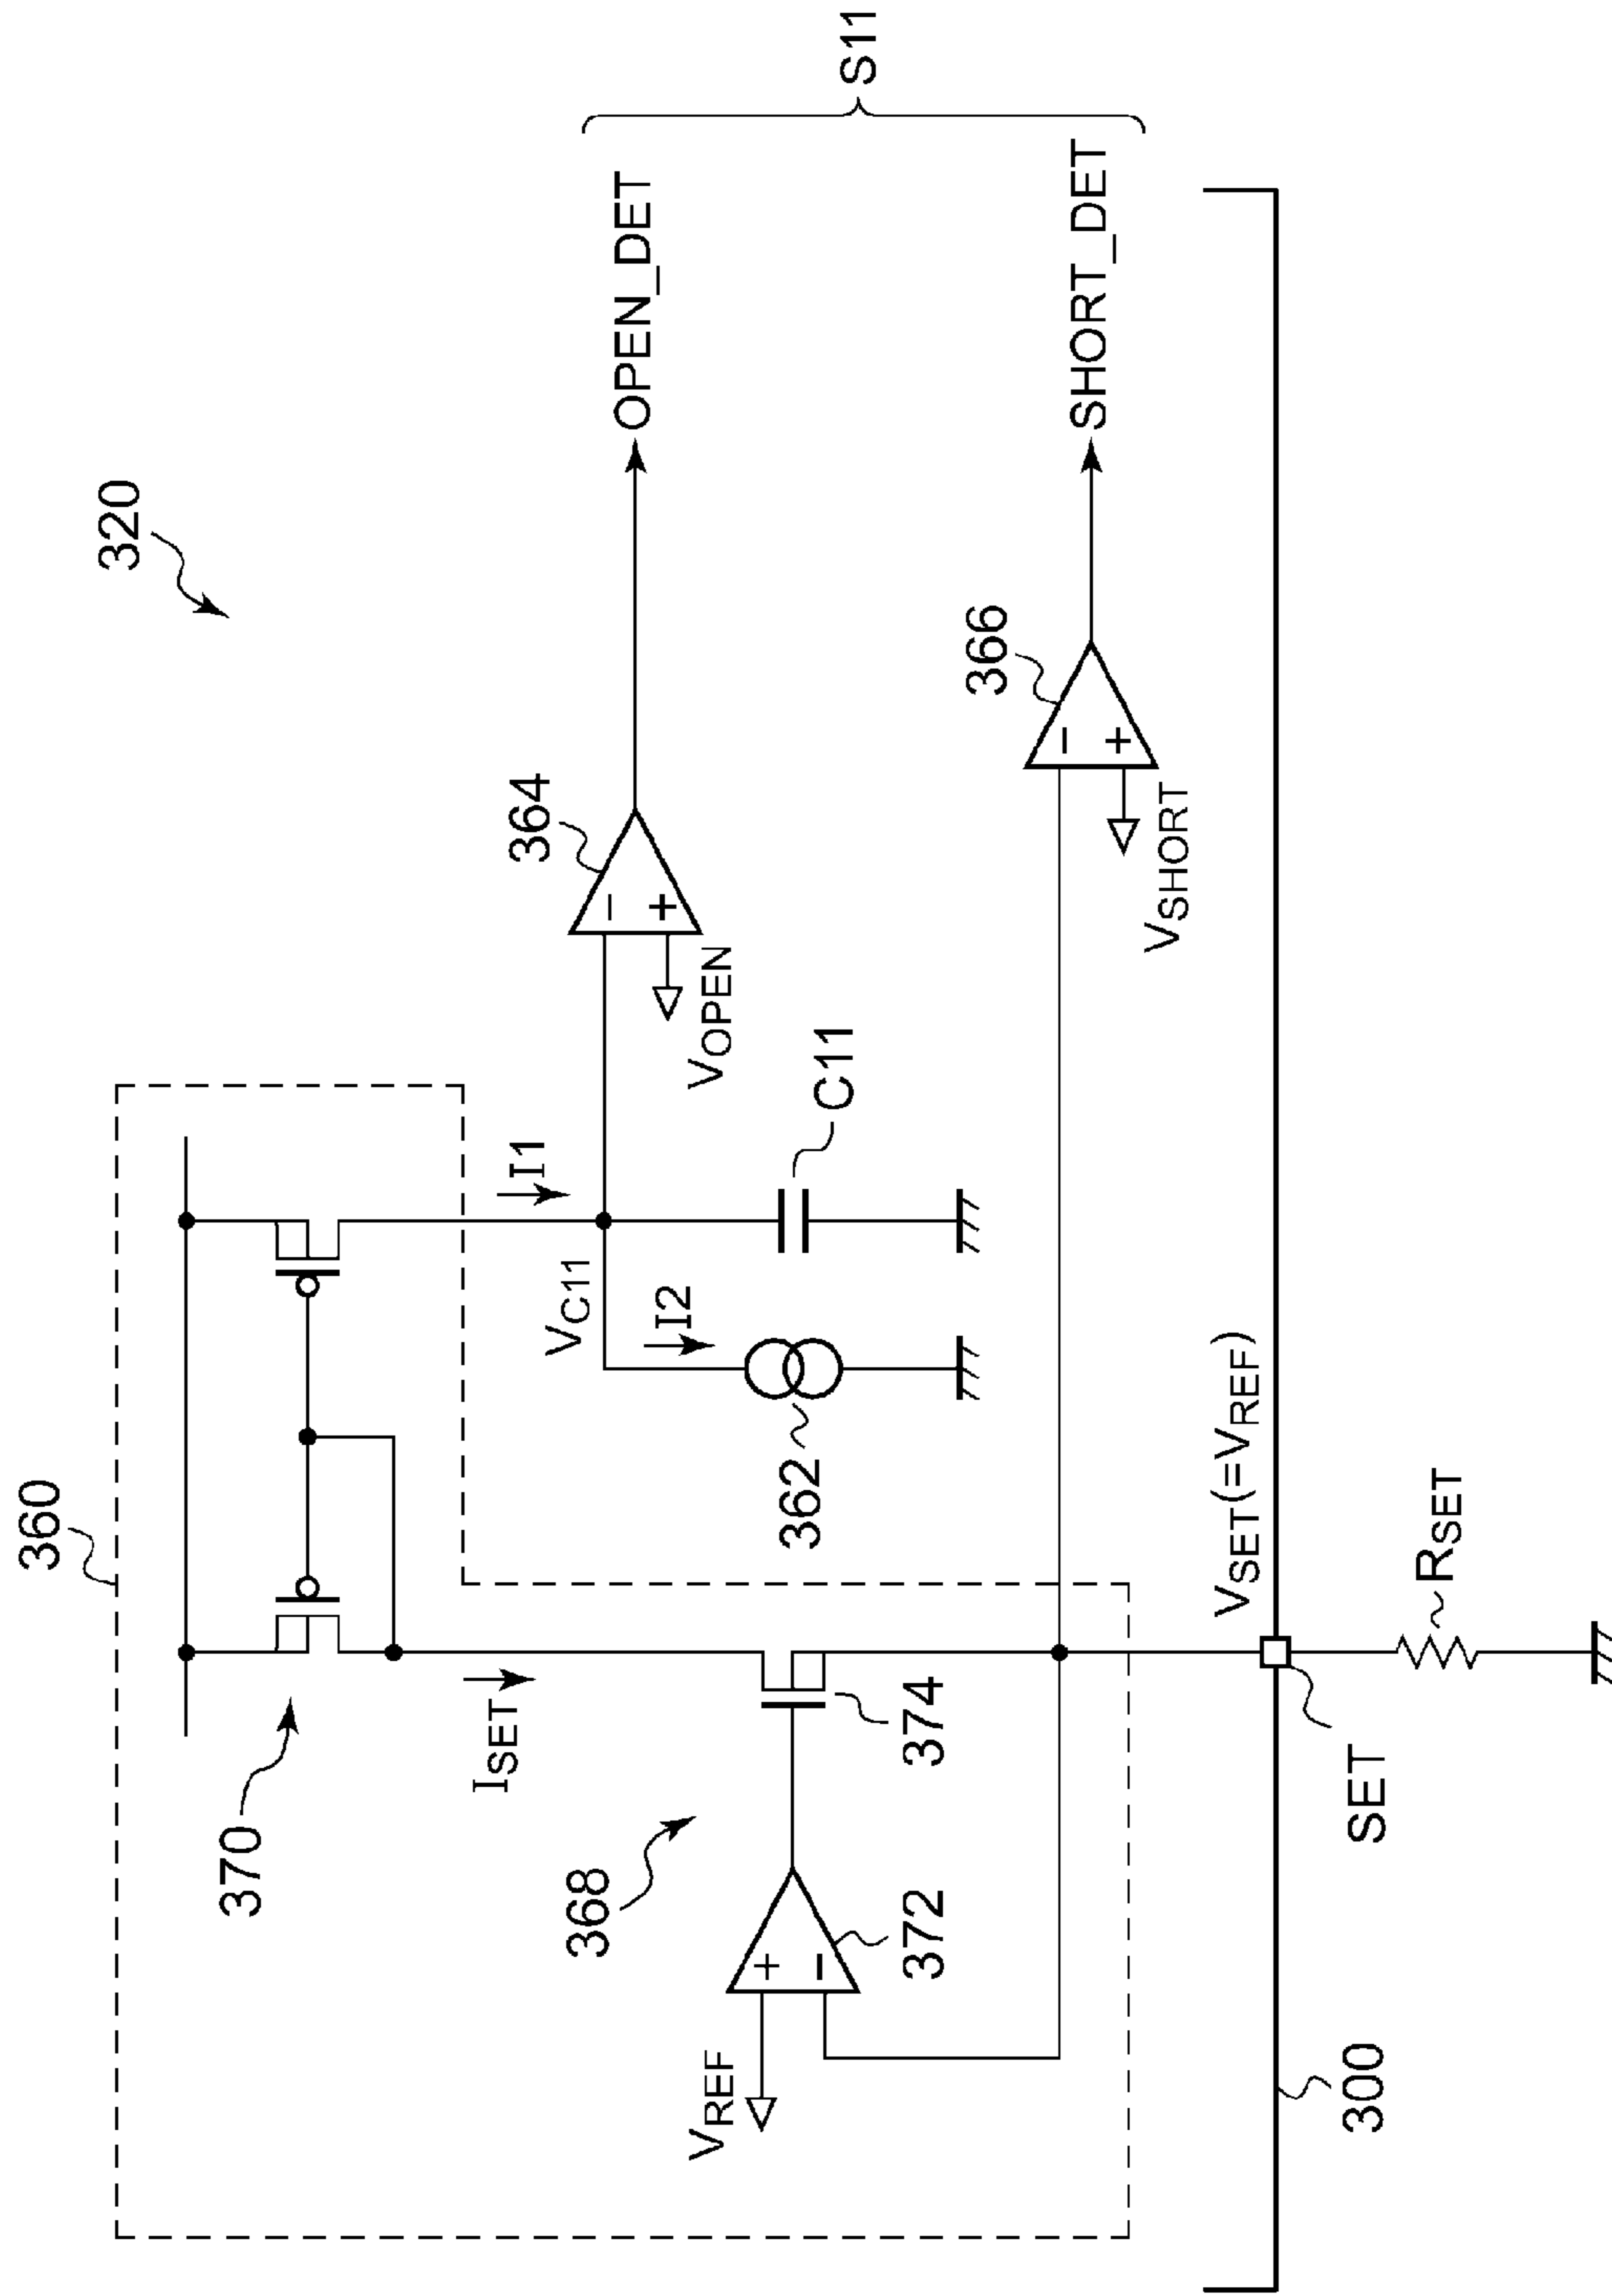 320
360
370
I1
OPEN_DET
S11
364
VC11
ISET
I2
VOPEN
368
C11
362
366
SHORT_DET
VREF
+
−
372
374
−
+
−
+
VSHORT
VSET(=VREF)
300
SET
RSET